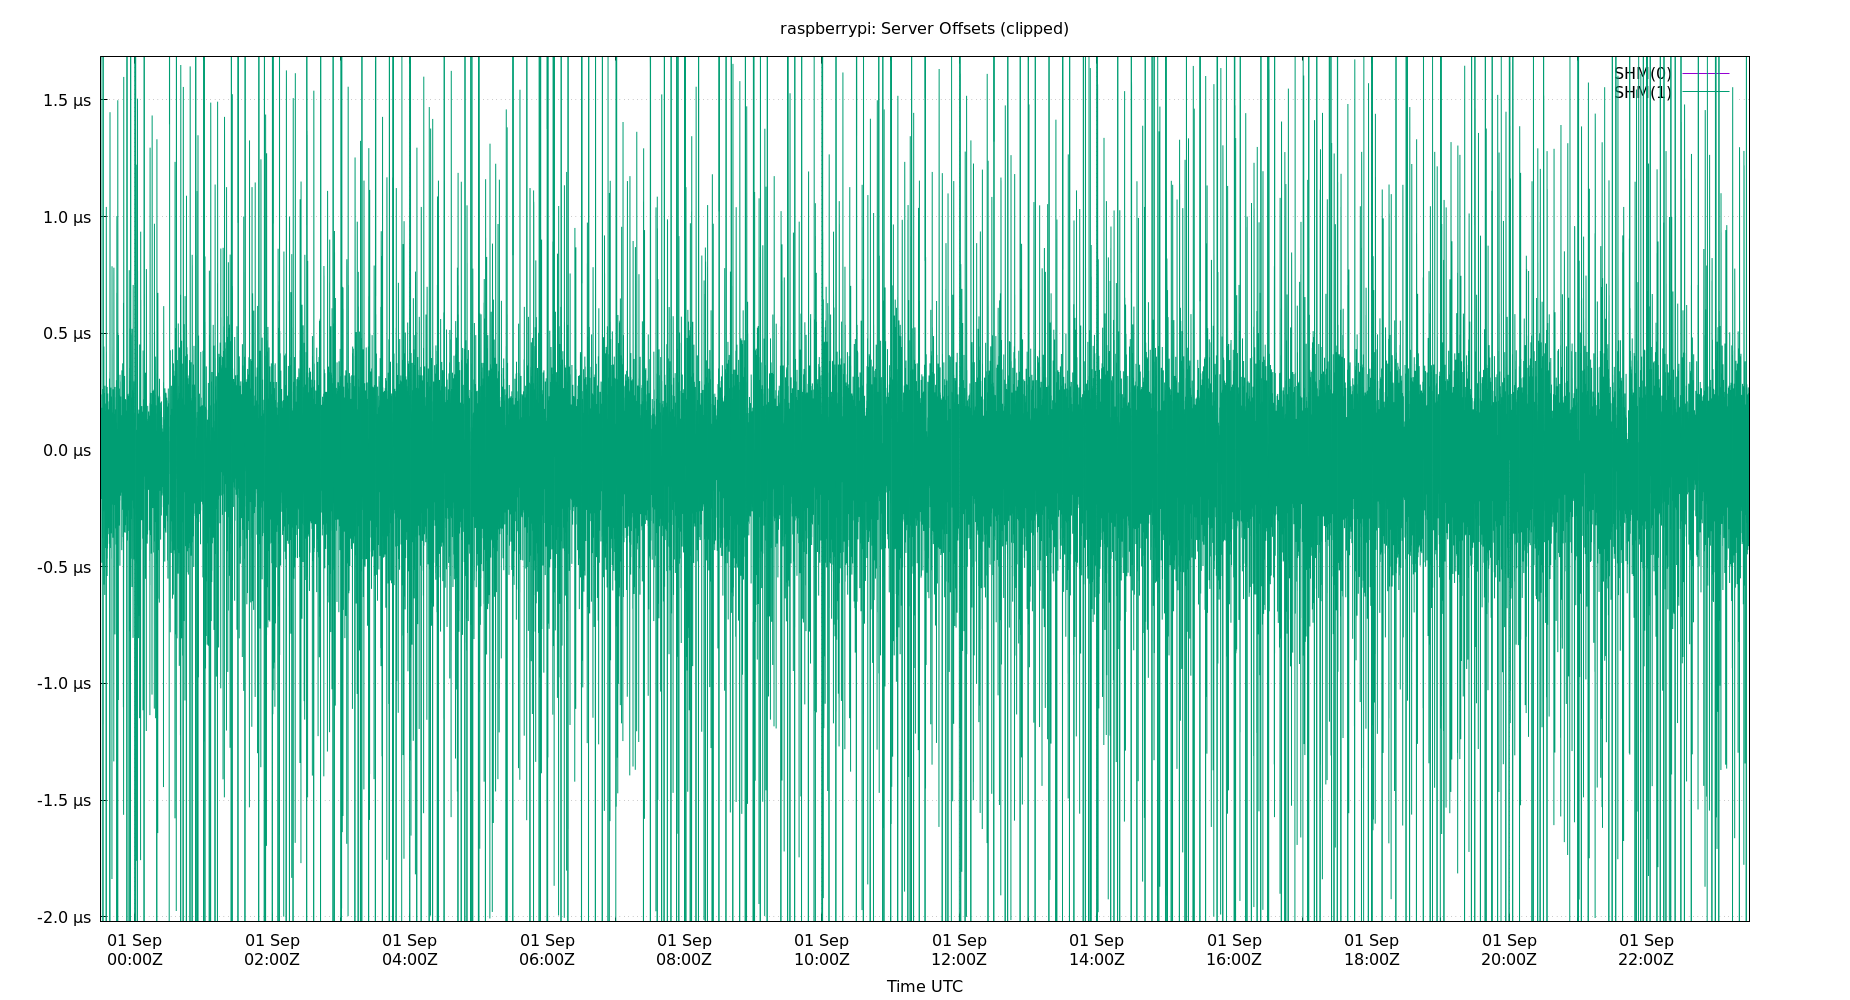 raspberrypi: Server Offsets (clipped)
SHM(0)
SHM(1)
1.5 µs
1.0 µs
0.5 µs
0.0 µs
-0.5 µs
-1.0 µs
-1.5 µs
-2.0 µs
01 Sep 01 Sep 01 Sep 01 Sep 01 Sep 01 Sep 01 Sep 01 Sep 01 Sep 01 Sep 01 Sep 01 Sep
00:00Z 02:00Z 04:00Z 06:00Z 08:00Z 10:00Z 12:00Z 14:00Z 16:00Z 18:00Z 20:00Z 22:00Z
Time UTC